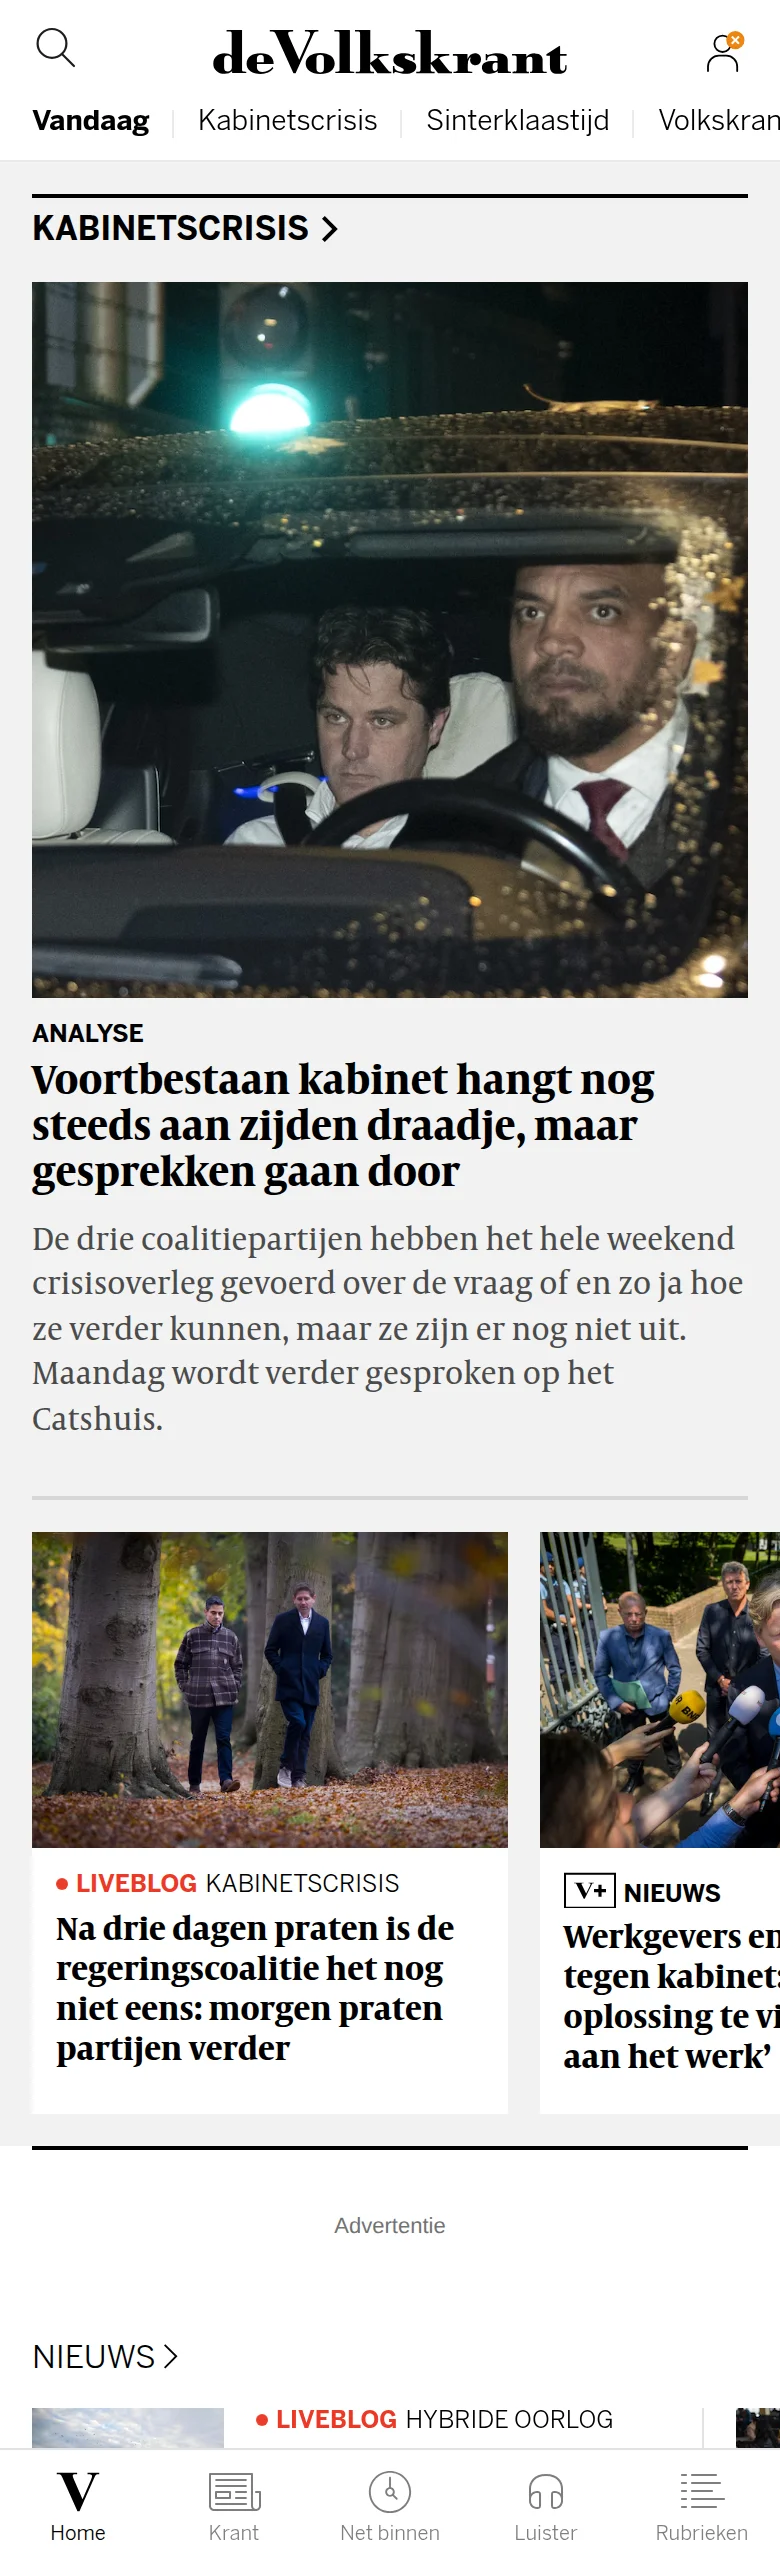 deVolkskrant
Vandaag
Kabinetscrisis
Sinterklaastijd
Volkskran
KABINETSCRISIS
ANALYSE
Voortbestaan kabinet hangt nog
steeds aan zijden draadje, maar
gesprekken gaan door
De drie coalitiepartijen hebben het hele weekend
crisisoverleg gevoerd over de vraag of en zo ja hoe
ze verder kunnen, maar ze zijn er nog niet uit.
Maandag wordt verder gesproken op het
Catshuis.
LIVEBLOG KABINETSCRISIS
Na drie dagen praten is de
regeringscoalitie het nog
niet eens: morgen praten
partijen verder
V+ NIEUWS
Werkgevers en
tegen kabinet:
oplossing te vi
aan het werk’
Advertentie
NIEUWS
LIVEBLOG HYBRIDE OORLOG
V
Home
Krant
Net binnen
Luister
Rubrieken